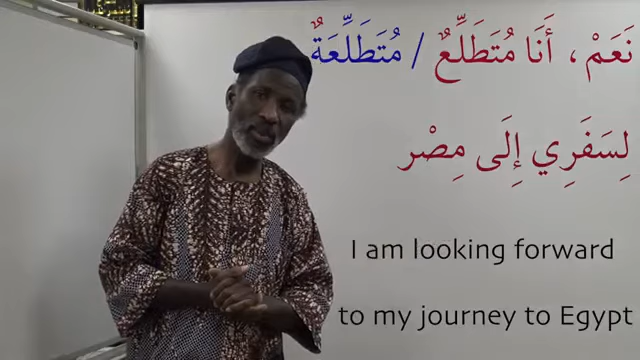 نَعَمْ، أَنَا مُتَطَلِّعٌ / مُتَطَلِّعَةٌ
لِسَفَرِي إِلَى مِصْر
I am looking forward
to my journey to Egypt